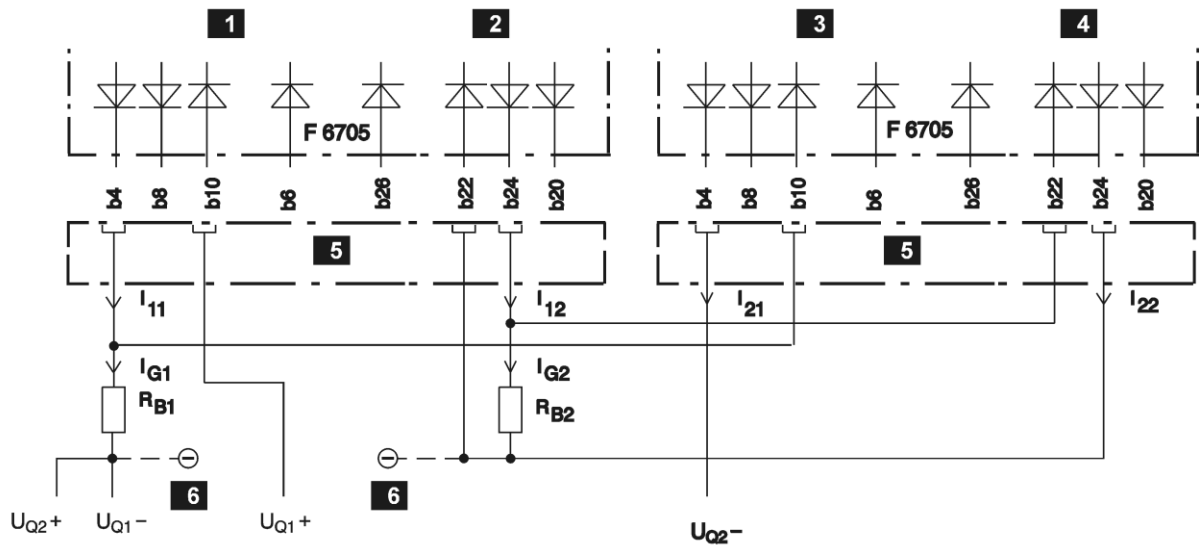 1 2 3 4
F 6705 F 6705
b4 b8 b10 b6 b26 b22 b24 b20 b4 b8 b10 b6 b26 b22 b24 b20
5 5
I11 I12 I21 I22
IG1 IG2
RB1 RB2
6 6
UQ2+ UQ1− UQ1+ UQ2−